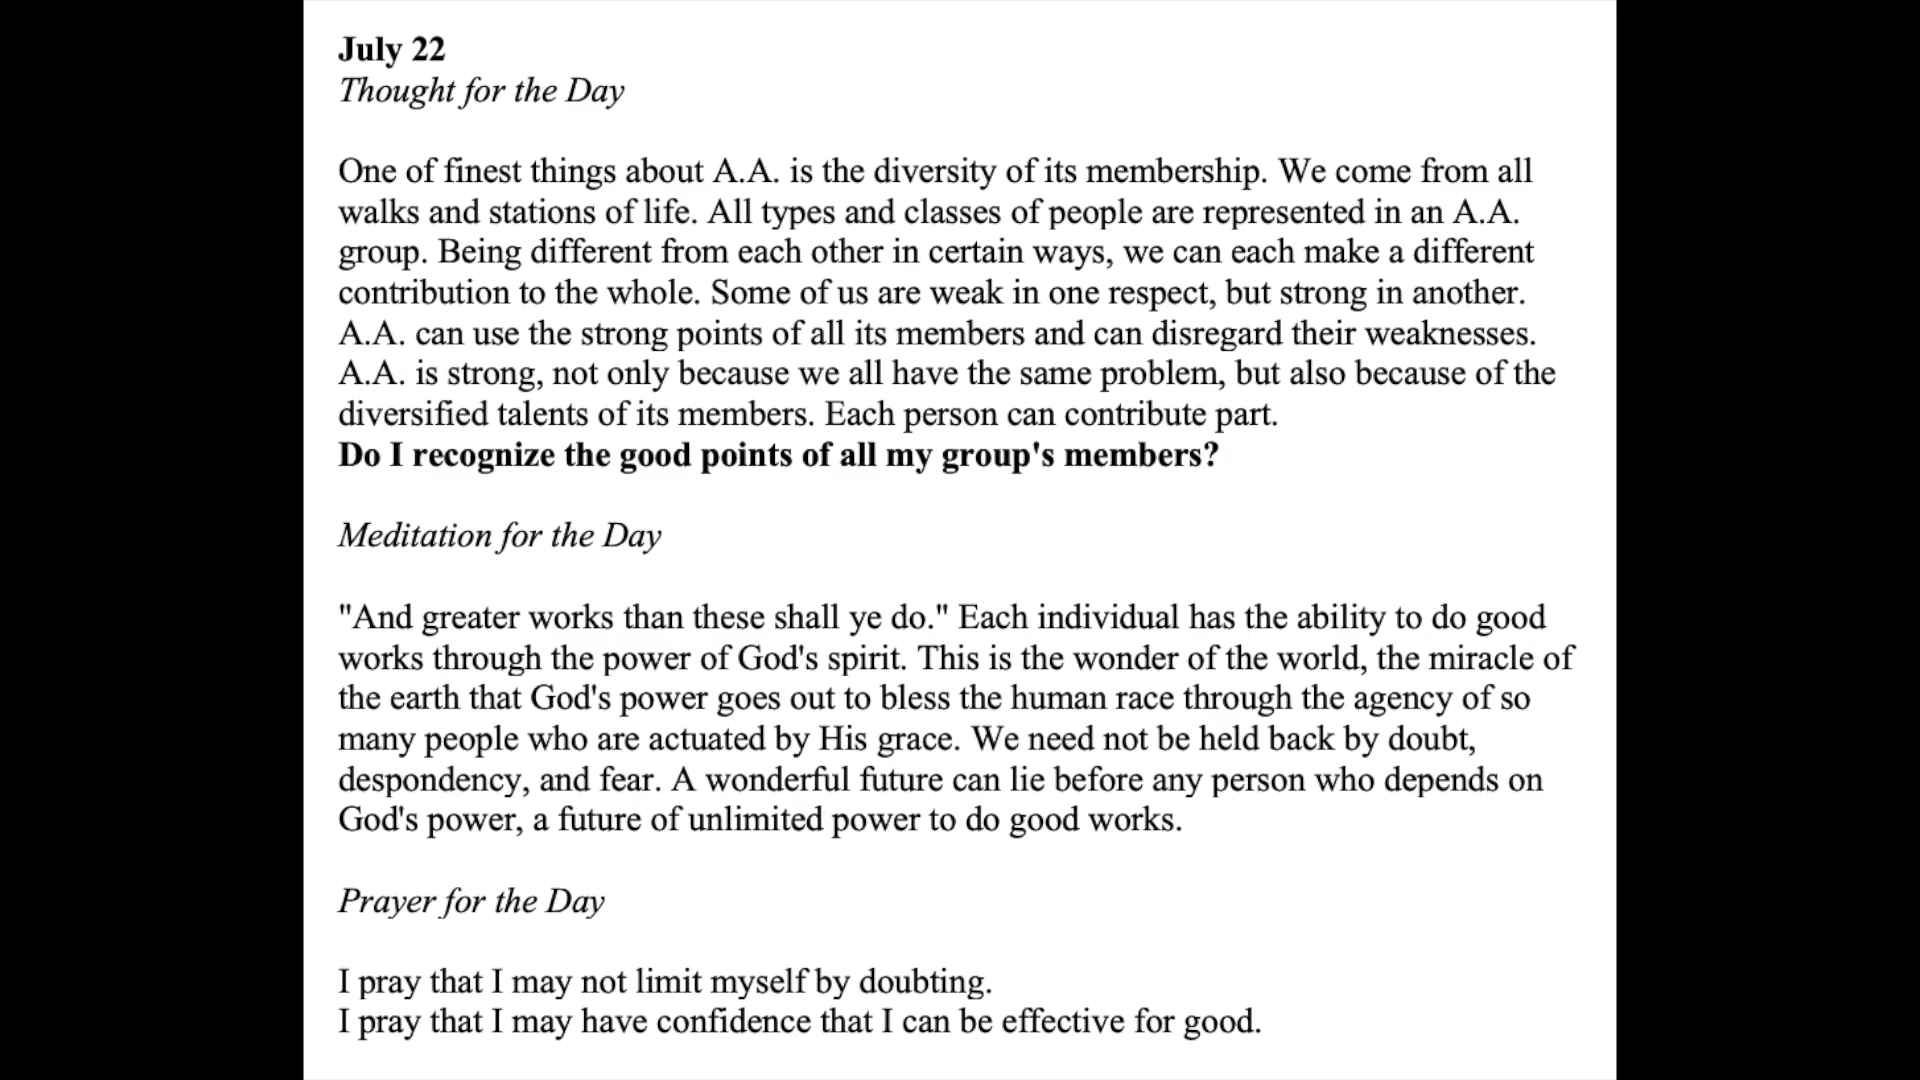 July 22
Thought for the Day
One of finest things about A.A. is the diversity of its membership. We come from all
walks and stations of life. All types and classes of people are represented in an A.A.
group. Being different from each other in certain ways, we can each make a different
contribution to the whole. Some of us are weak in one respect, but strong in another.
A.A. can use the strong points of all its members and can disregard their weaknesses.
A.A. is strong, not only because we all have the same problem, but also because of the
diversified talents of its members. Each person can contribute part.
Do I recognize the good points of all my group's members?
Meditation for the Day
"And greater works than these shall ye do." Each individual has the ability to do good
works through the power of God's spirit. This is the wonder of the world, the miracle of
the earth that God's power goes out to bless the human race through the agency of so
many people who are actuated by His grace. We need not be held back by doubt,
despondency, and fear. A wonderful future can lie before any person who depends on
God's power, a future of unlimited power to do good works.
Prayer for the Day
I pray that I may not limit myself by doubting.
I pray that I may have confidence that I can be effective for good.